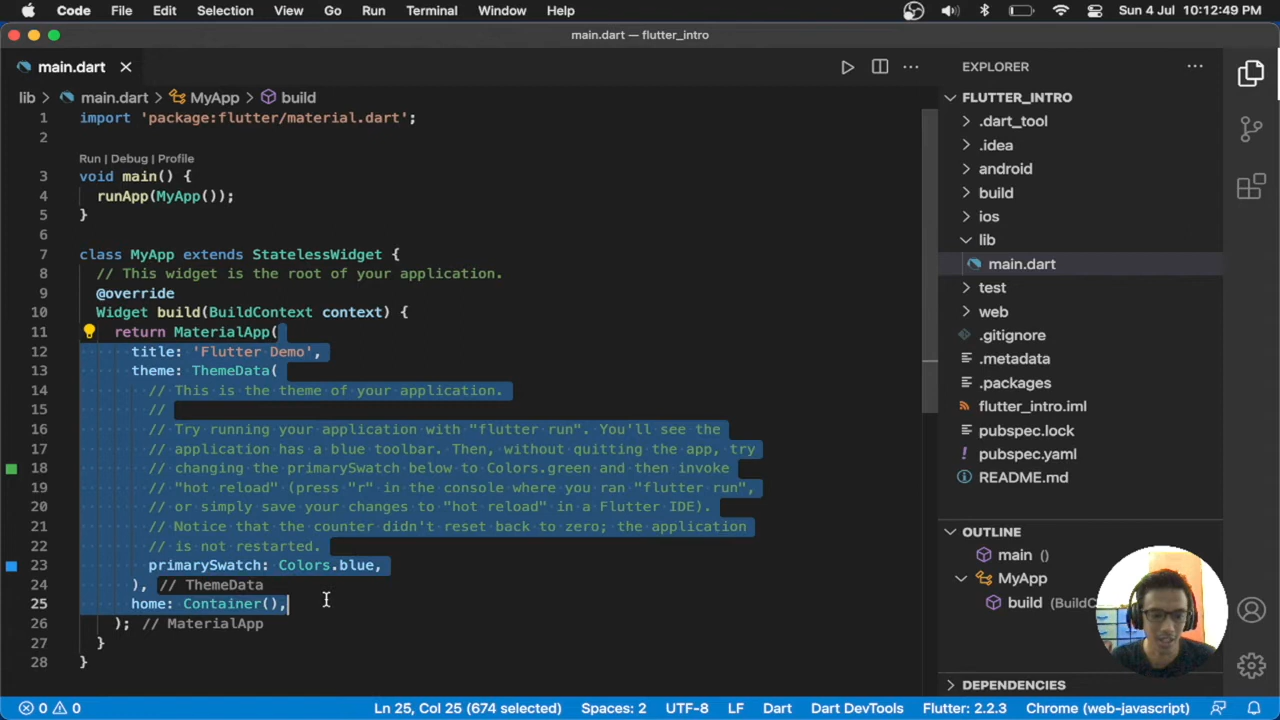 Code File Edit Selection View Go Run Terminal Window Help Sun 4 Jul 10:12:49 PM
main.dart — flutter_intro
main.dart
lib > main.dart > MyApp > build
1 import 'package:flutter/material.dart';
2
Run | Debug | Profile
3 void main() {
4 runApp(MyApp());
5 }
6
7 class MyApp extends StatelessWidget {
8 // This widget is the root of your application.
9 @override
10 Widget build(BuildContext context) {
11 return MaterialApp(
12 title: 'Flutter Demo',
13 theme: ThemeData(
14 // This is the theme of your application.
15 //
16 // Try running your application with "flutter run". You'll see the
17 // application has a blue toolbar. Then, without quitting the app, try
18 // changing the primarySwatch below to Colors.green and then invoke
19 // "hot reload" (press "r" in the console where you ran "flutter run",
20 // or simply save your changes to "hot reload" in a Flutter IDE).
21 // Notice that the counter didn't reset back to zero; the application
22 // is not restarted.
23 primarySwatch: Colors.blue,
24 ), // ThemeData
25 home: Container(),
26 ); // MaterialApp
27 }
28 }
EXPLORER
FLUTTER_INTRO
.dart_tool
.idea
android
build
ios
lib
main.dart
test
web
.gitignore
.metadata
.packages
flutter_intro.iml
pubspec.lock
pubspec.yaml
README.md
OUTLINE
main ()
MyApp
build (BuildC
DEPENDENCIES
0 0 Ln 25, Col 25 (674 selected) Spaces: 2 UTF-8 LF Dart Dart DevTools Flutter: 2.2.3 Chrome (web-javascript)